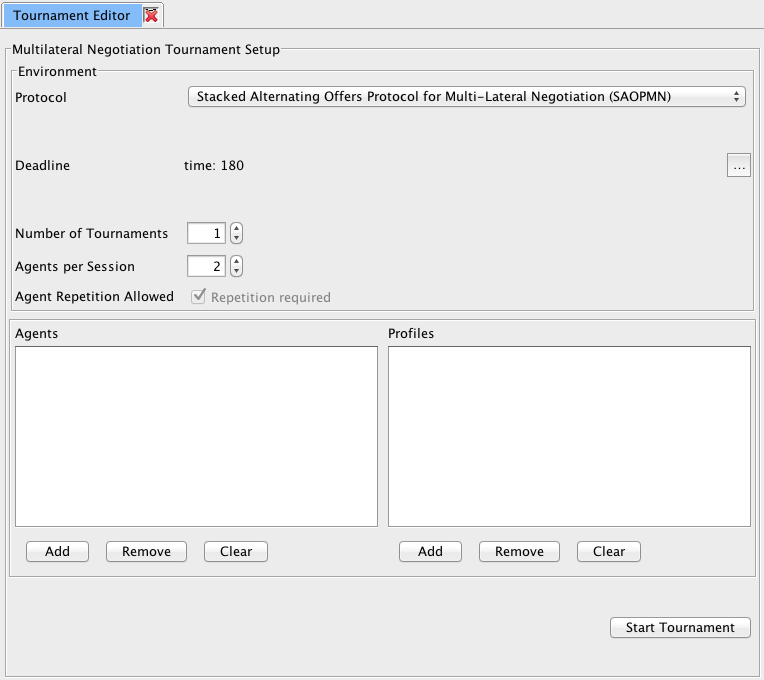 Tournament Editor
Multilateral Negotiation Tournament Setup
Environment
Protocol Stacked Alternating Offers Protocol for Multi-Lateral Negotiation (SAOPMN)
Deadline time: 180 ...
Number of Tournaments 1
Agents per Session 2
Agent Repetition Allowed Repetition required
Agents Profiles
Add Remove Clear Add Remove Clear
Start Tournament